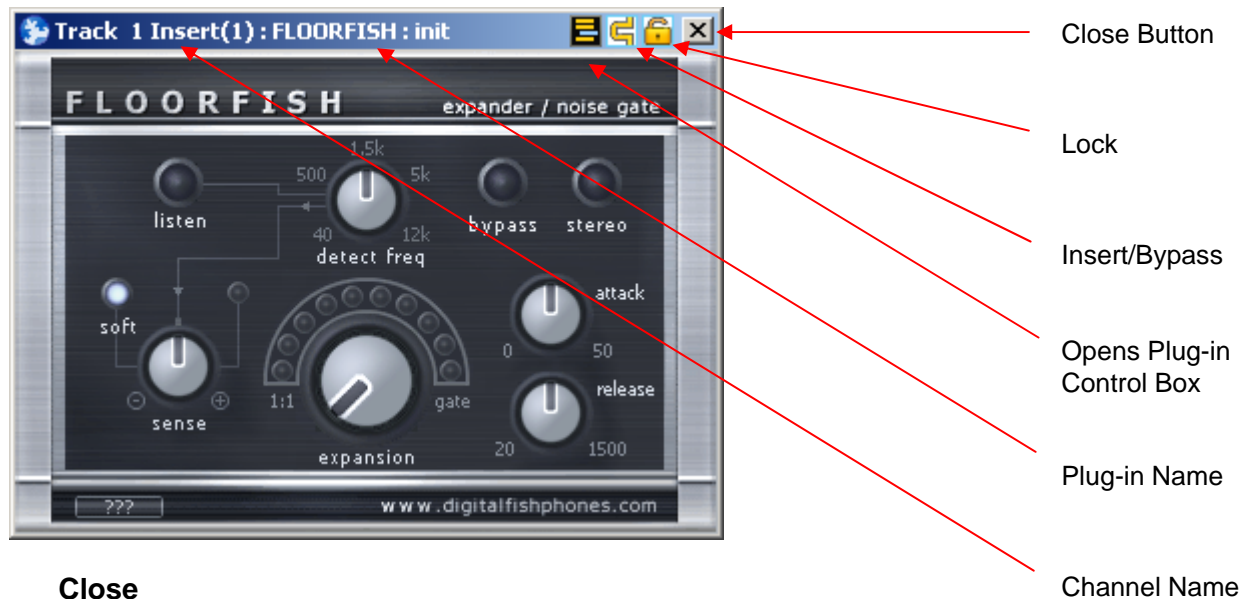 Track 1 Insert(1) : FLOORFISH : init
Close Button
FLOORFISH
expander / noise gate
Lock
1.5k
500
5k
listen
40
12k
detect freq
bypass
stereo
Insert/Bypass
soft
attack
0
50
Opens Plug-in
Control Box
sense
1:1
gate
expansion
release
20
1500
Plug-in Name
???
www.digitalfishphones.com
Close
Channel Name